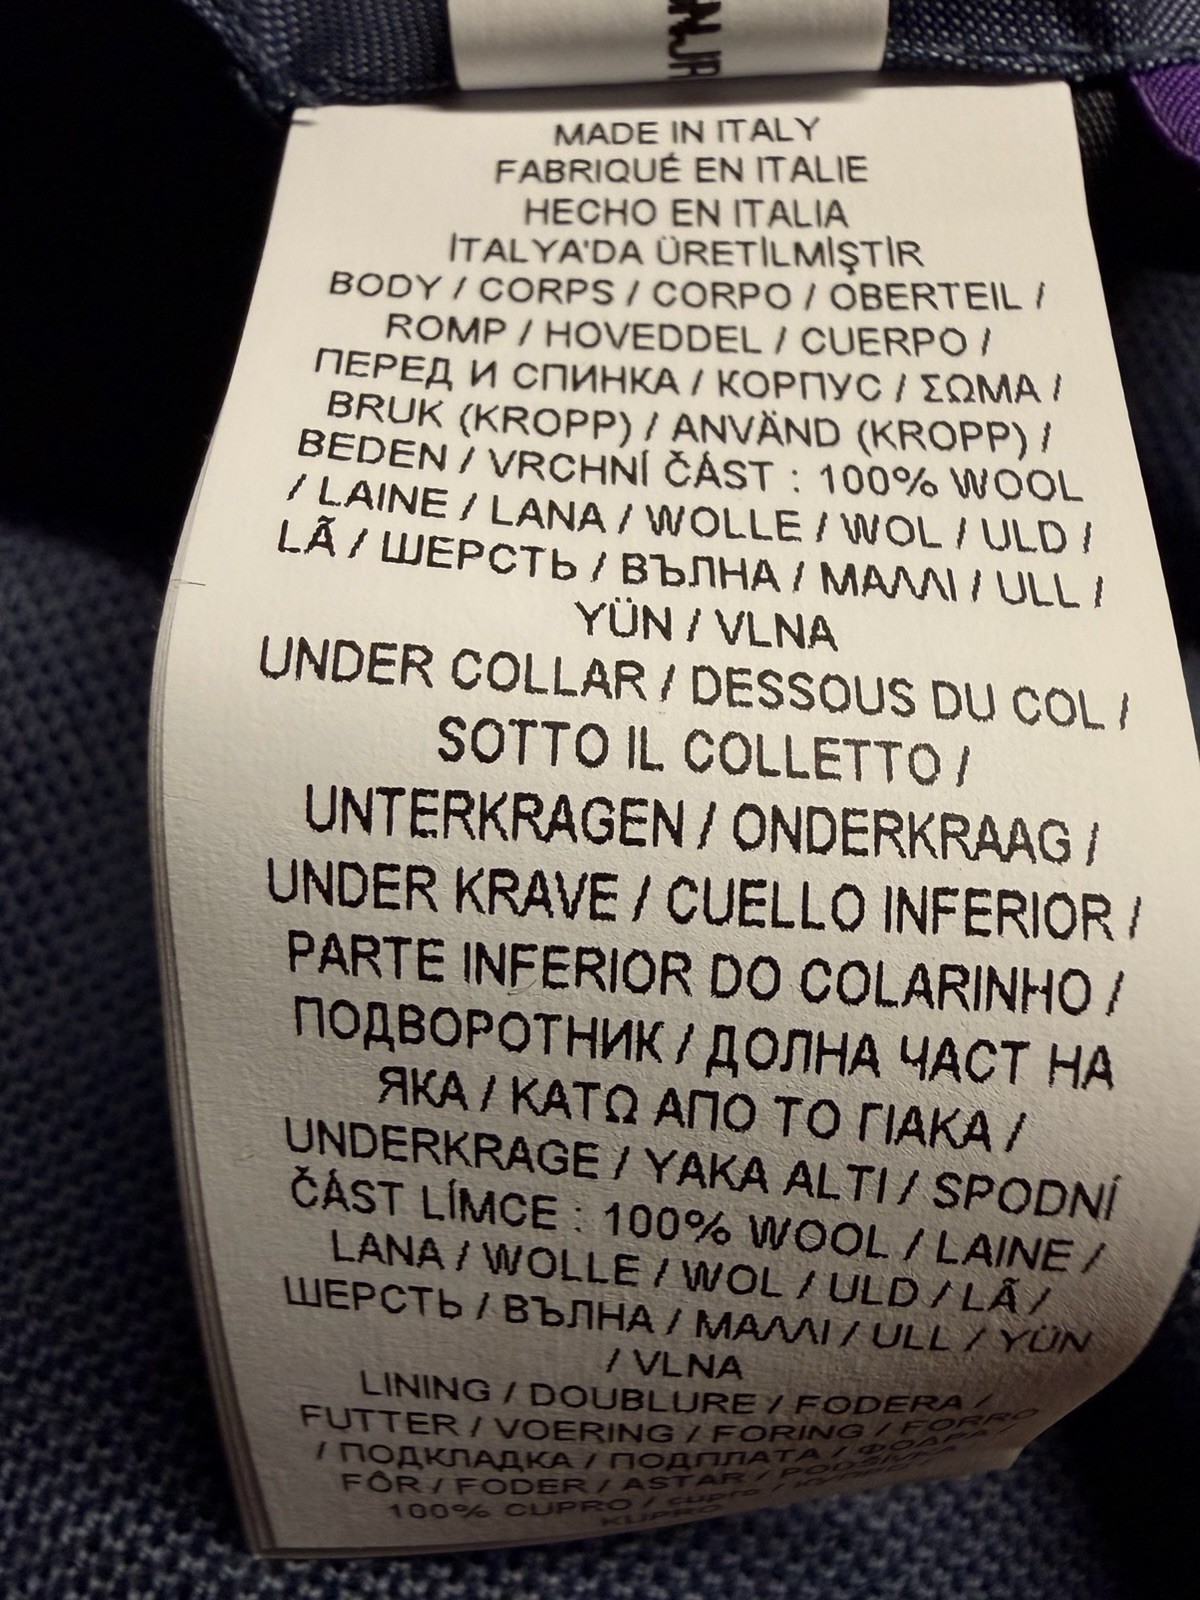 MADE IN ITALY
FABRIQUÉ EN ITALIE
HECHO EN ITALIA
İTALYA'DA ÜRETİLMİŞTİR
BODY / CORPS / CORPO / OBERTEIL /
ROMP / HOVEDDEL / CUERPO /
ПЕРЕД И СПИНКА / КОРПУС / ΣΩΜΑ /
BRUK (KROPP) / ANVÄND (KROPP) /
BEDEN / VRCHNÍ ČÁST : 100% WOOL
/ LAINE / LANA / WOLLE / WOL / ULD /
LÃ / ШЕРСТЬ / ВЪЛНА / ΜΑΛΛΙ / ULL /
YÜN / VLNA
UNDER COLLAR / DESSOUS DU COL /
SOTTO IL COLLETTO /
UNTERKRAGEN / ONDERKRAAG /
UNDER KRAVE / CUELLO INFERIOR /
PARTE INFERIOR DO COLARINHO /
ПОДВОРОТНИК / ДОЛНА ЧАСТ НА
ЯКА / ΚΑΤΩ ΑΠΟ ΤΟ ΓΙΑΚΑ /
UNDERKRAGE / YAKA ALTI / SPODNÍ
ČÁST LÍMCE : 100% WOOL / LAINE /
LANA / WOLLE / WOL / ULD / LÃ /
ШЕРСТЬ / ВЪЛНА / ΜΑΛΛΙ / ULL / YÜN
/ VLNA
LINING / DOUBLURE / FODERA /
FUTTER / VOERING / FORING / FORRO
/ ПОДКЛАДКА / ПОДПЛАТА / ΦΟΔΡΑ /
FÔR / FODER / ASTAR /
100% CUPRO / cupro /
KUPRO